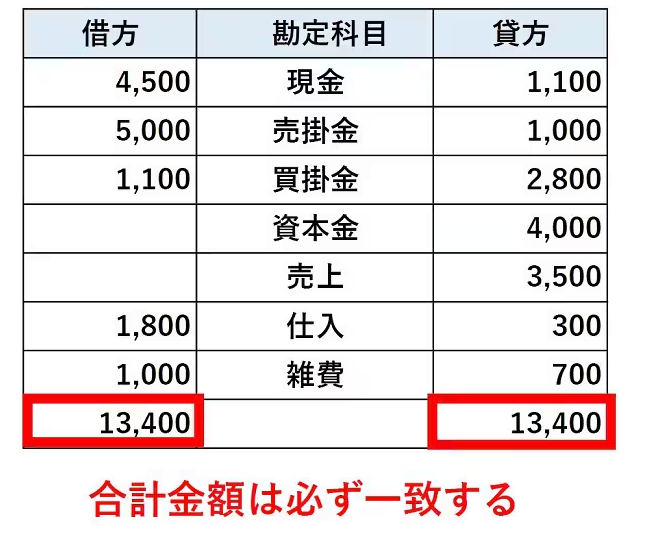 借方 勘定科目 貸方
4,500 現金 1,100
5,000 売掛金 1,000
1,100 買掛金 2,800
資本金 4,000
売上 3,500
1,800 仕入 300
1,000 雑費 700
13,400 13,400
合計金額は必ず一致する